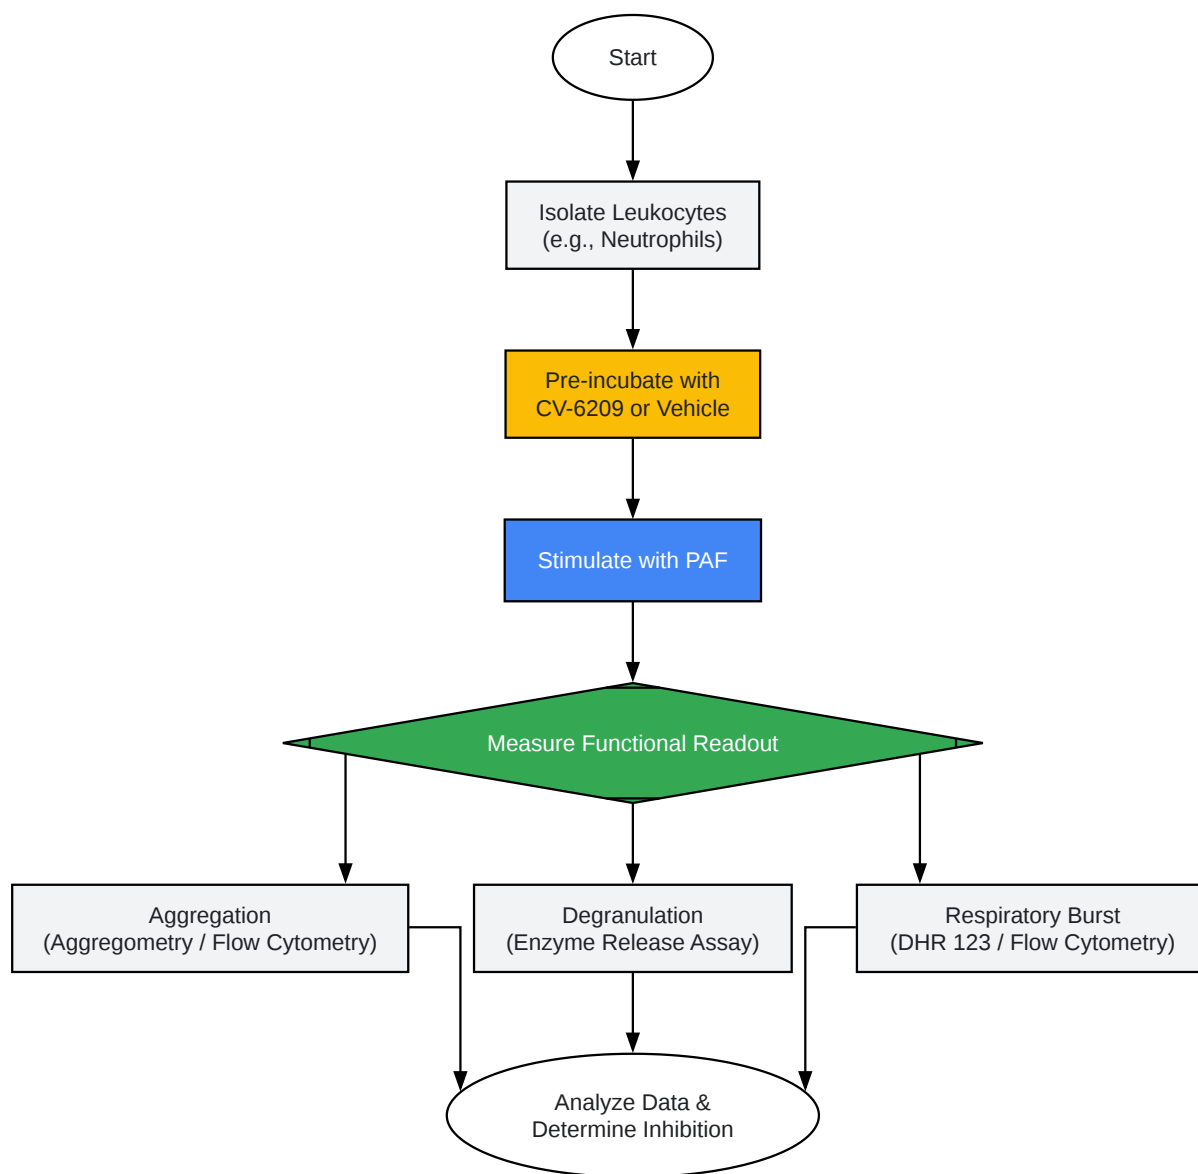 Start
Isolate Leukocytes
(e.g., Neutrophils)
Pre-incubate with
CV-6209 or Vehicle
Stimulate with PAF
Measure Functional Readout
Aggregation
(Aggregometry / Flow Cytometry)
Degranulation
(Enzyme Release Assay)
Respiratory Burst
(DHR 123 / Flow Cytometry)
Analyze Data &
Determine Inhibition